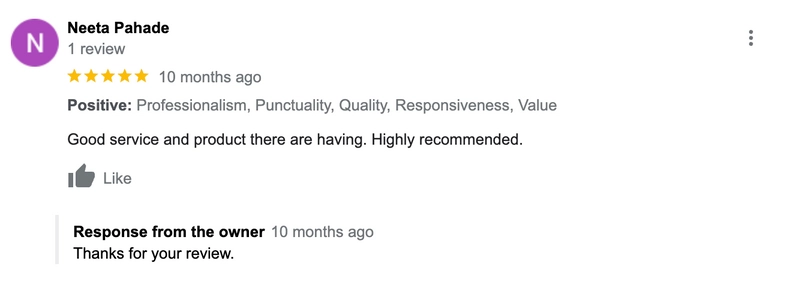 N
Neeta Pahade
1 review
10 months ago
Positive: Professionalism, Punctuality, Quality, Responsiveness, Value
Good service and product there are having. Highly recommended.
Like
Response from the owner 10 months ago
Thanks for your review.